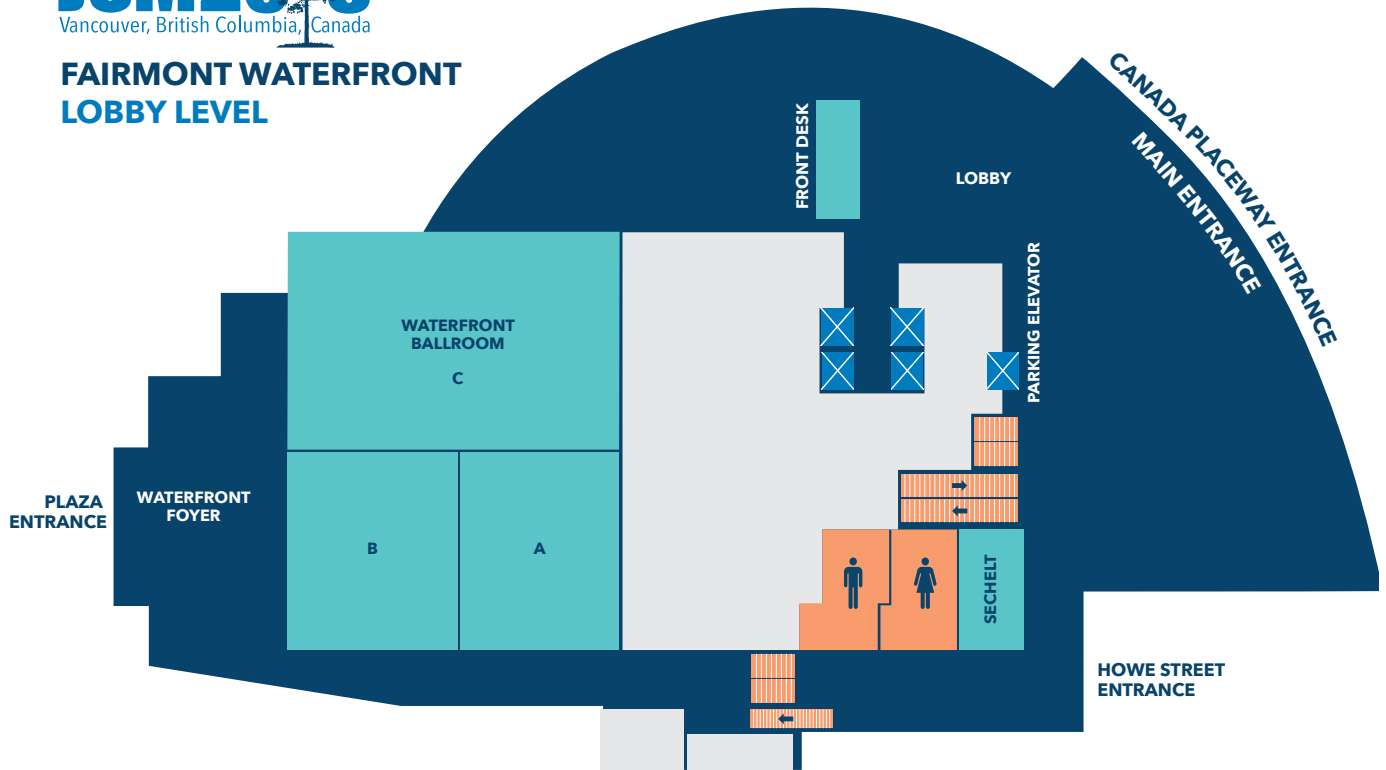 Vancouver, British Columbia, Canada
FAIRMONT WATERFRONT
LOBBY LEVEL
CANADA PLACEWAY ENTRANCE
MAIN ENTRANCE
FRONT DESK
LOBBY
PARKING ELEVATOR
WATERFRONT
BALLROOM
C
PLAZA
ENTRANCE
WATERFRONT
FOYER
B
A
SECHELT
HOWE STREET
ENTRANCE